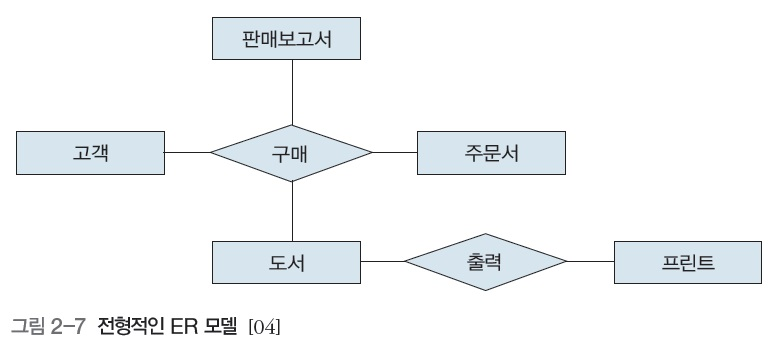 판매보고서
고객
구매
주문서
도서
출력
프린트
그림 2-7 전형적인 ER 모델 [04]